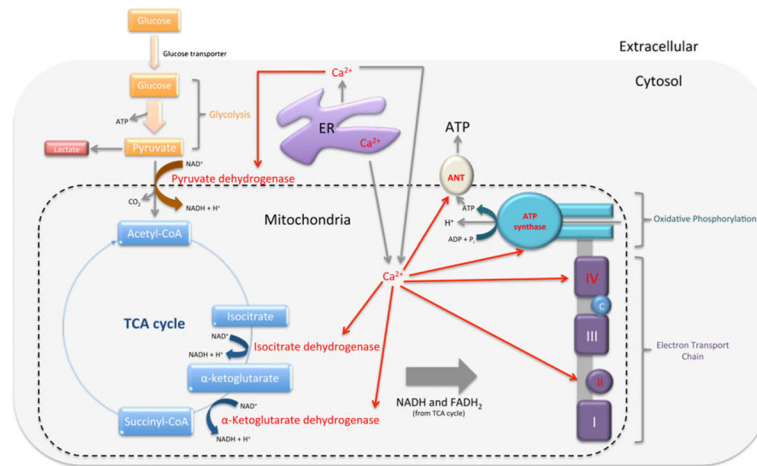 Glucose
Extracellular
Glucose transporter
Cytosol
Ca²⁺
Glucose
Glycolysis
ATP
ER
Ca²⁺
ATP
Lactate
Pyruvate
NAD⁺
Pyruvate dehydrogenase
ANT
CO₂
NADH + H⁺
Mitochondria
ATP
H⁺
ADP + Pᵢ
ATP
synthase
Oxidative Phosphorylation
Acetyl-CoA
Ca²⁺
IV
C
TCA cycle
Isocitrate
NAD⁺
NADH + H⁺
Isocitrate dehydrogenase
III
Electron Transport
Chain
α-ketoglutarate
NADH and FADH₂
(from TCA cycle)
NAD⁺
Succinyl-CoA
α-Ketoglutarate dehydrogenase
NADH + H⁺
I